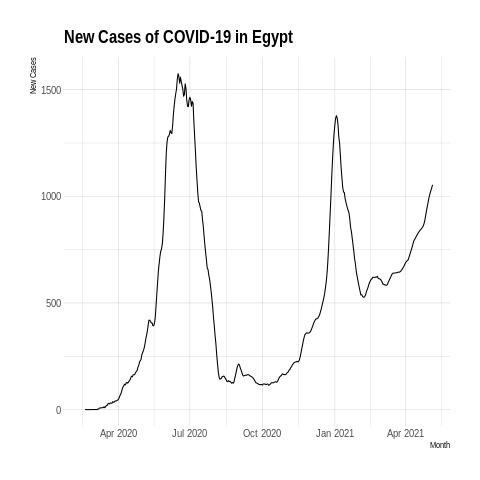 New Cases of COVID-19 in Egypt
New Cases
1500
1000
500
0
Apr 2020 Jul 2020 Oct 2020 Jan 2021 Apr 2021
Month